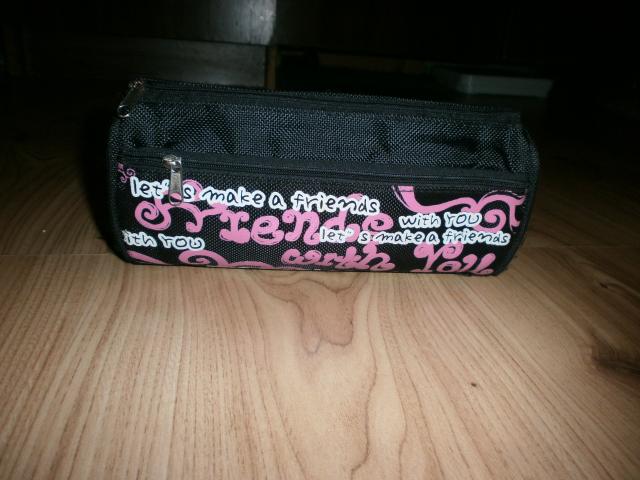 let's make a friends
with YOU
Friends
ith YOU
let's make a friends
with You